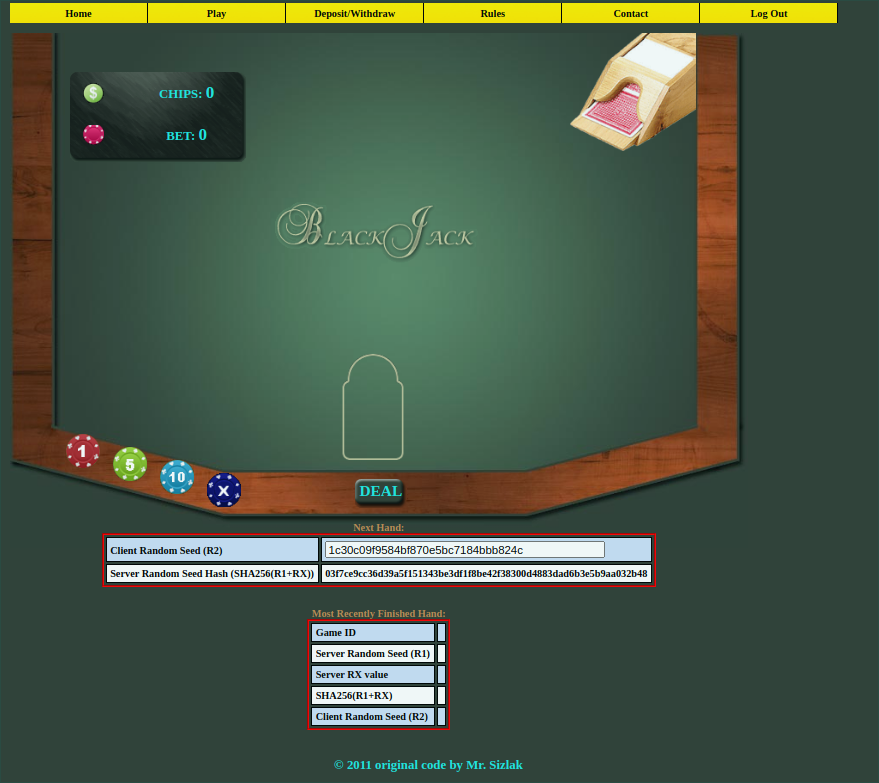 Home Play Deposit/Withdraw Rules Contact Log Out
$ CHIPS: 0
BET: 0
BlackJack
1
5
10
X
DEAL
Next Hand:
Client Random Seed (R2) 1c30c09f9584bf870e5bc7184bbb824c
Server Random Seed Hash (SHA256(R1+RX)) 03f7ce9cc36d39a5f151343be3df1f8be42f38300d4883dad6b3e5b9aa032b48
Most Recently Finished Hand:
Game ID
Server Random Seed (R1)
Server RX value
SHA256(R1+RX)
Client Random Seed (R2)
© 2011 original code by Mr. Sizlak